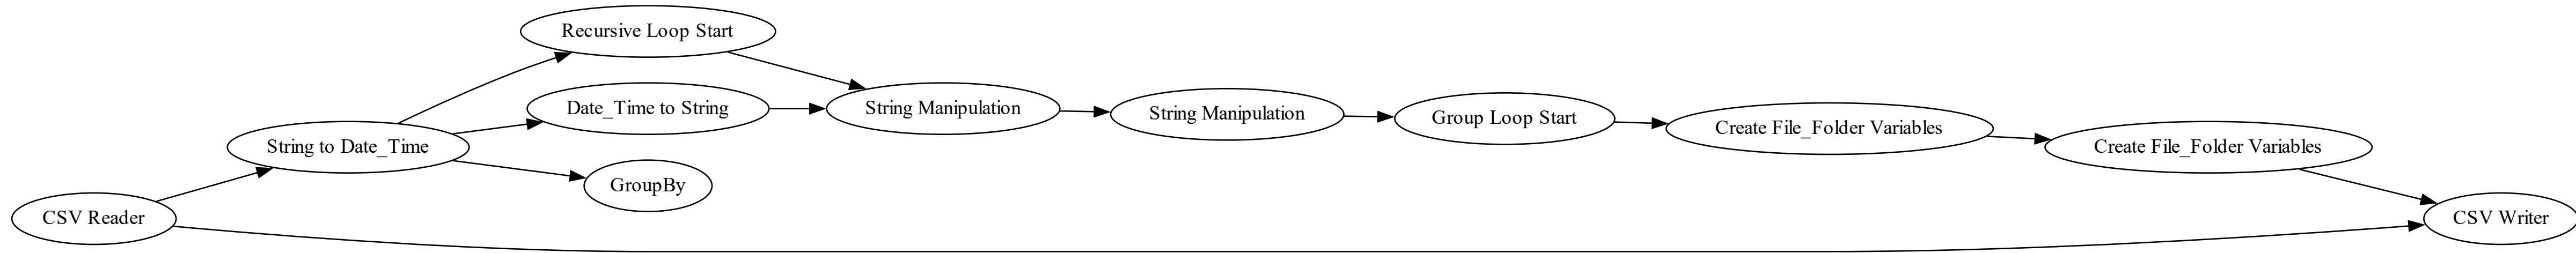 Recursive Loop Start
Date_Time to String
String Manipulation
String Manipulation
Group Loop Start
Create File_Folder Variables
Create File_Folder Variables
String to Date_Time
GroupBy
CSV Reader
CSV Writer